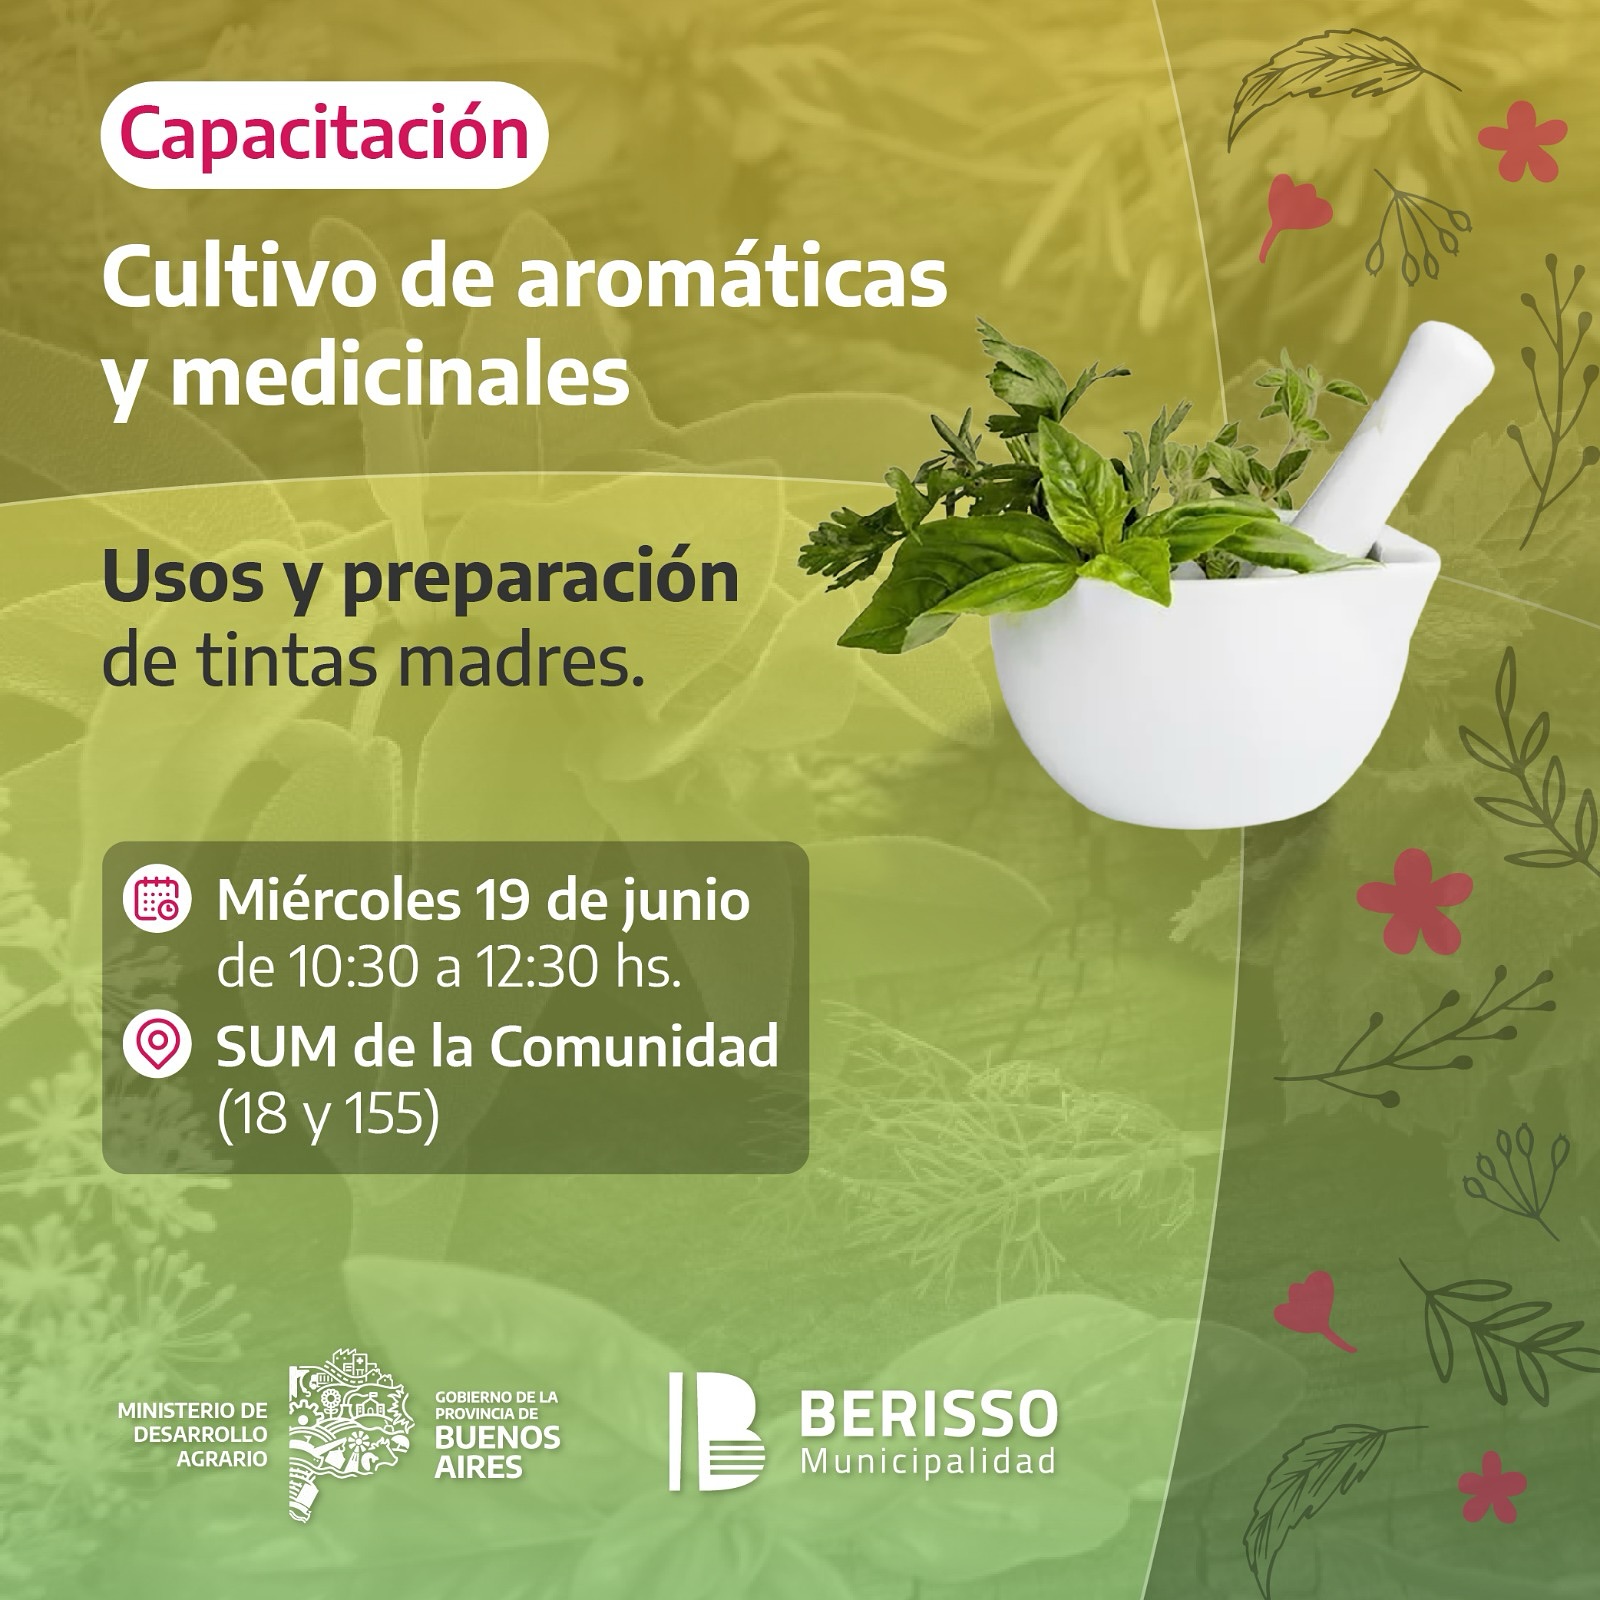 Capacitación
Cultivo de aromáticas
y medicinales
Usos y preparación
de tintas madres.
Miércoles 19 de junio
de 10:30 a 12:30 hs.
SUM de la Comunidad
(18 y 155)
MINISTERIO DE
DESARROLLO
AGRARIO
GOBIERNO DE LA
PROVINCIA DE
BUENOS
AIRES
BERISSO
Municipalidad